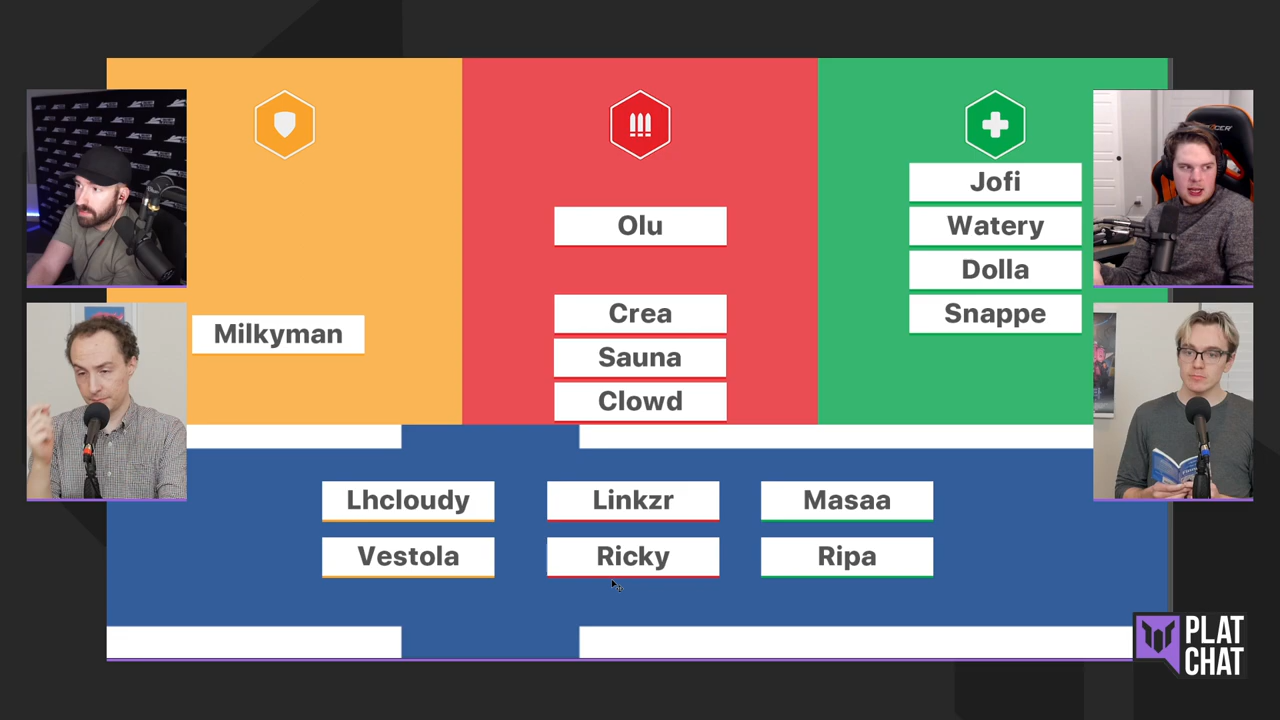 Jofi
Olu
Watery
Dolla
Milkyman
Crea
Snappe
Sauna
Clowd
Lhcloudy
Linkzr
Masaa
Vestola
Ricky
Ripa
PLAT
CHAT